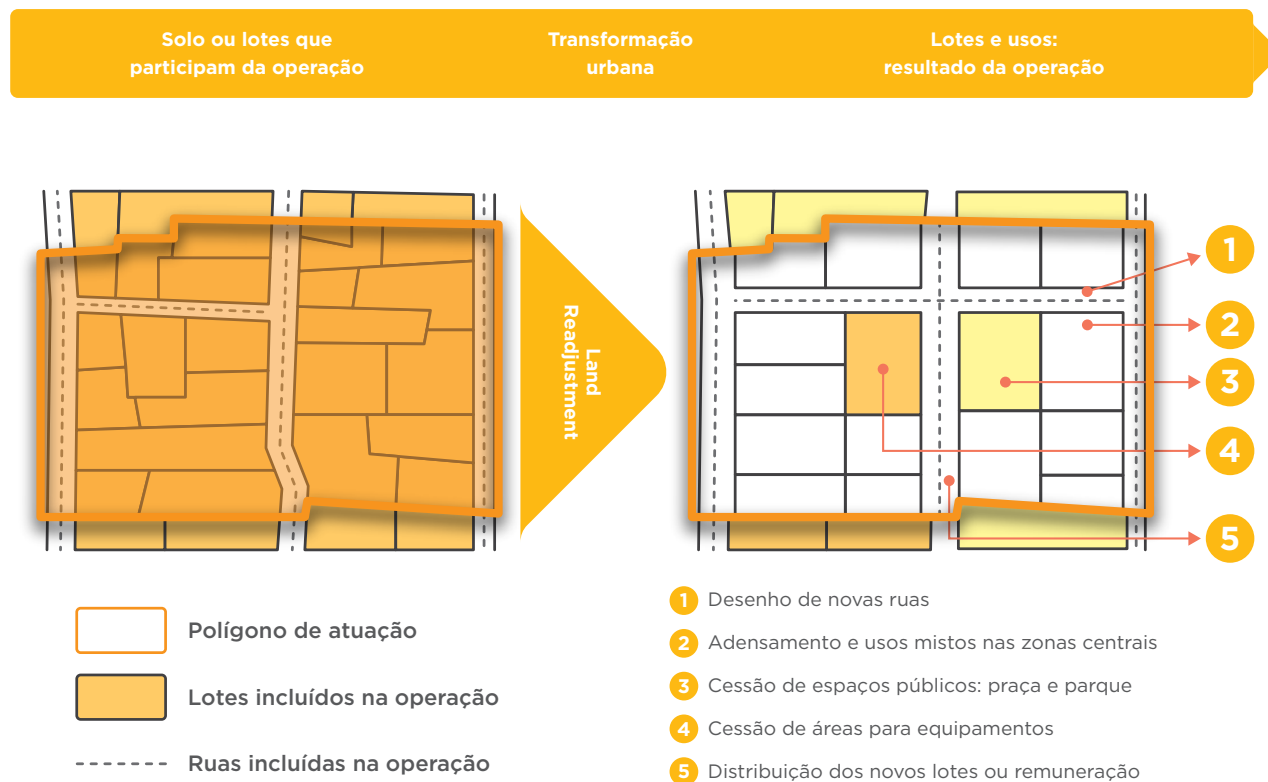 Solo ou lotes que
participam da operação
Transformação
urbana
Lotes e usos:
resultado da operação
Land
Readjustment
1
2
3
4
5
Polígono de atuação
Lotes incluídos na operação
Ruas incluídas na operação
1 Desenho de novas ruas
2 Adensamento e usos mistos nas zonas centrais
3 Cessão de espaços públicos: praça e parque
4 Cessão de áreas para equipamentos
5 Distribuição dos novos lotes ou remuneração